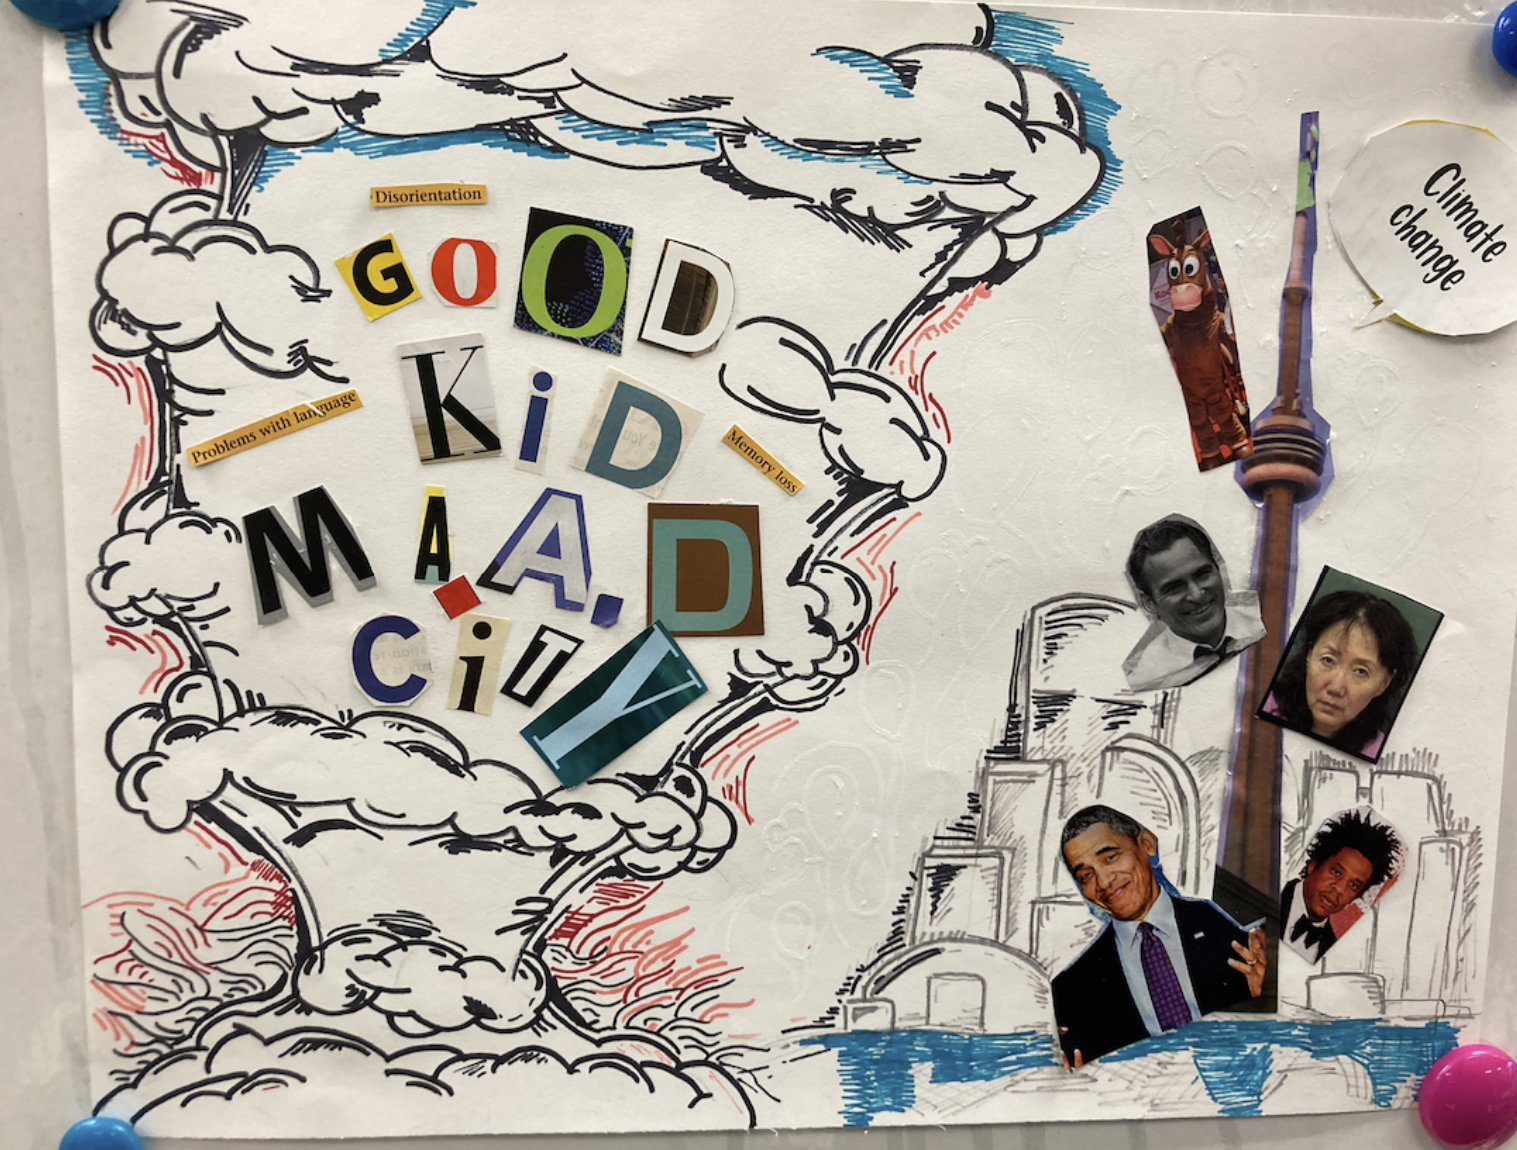 Disorientation
GOOD
KiD
Problems with language
Memory loss
M.A.A.D
CiTY
Climate
change